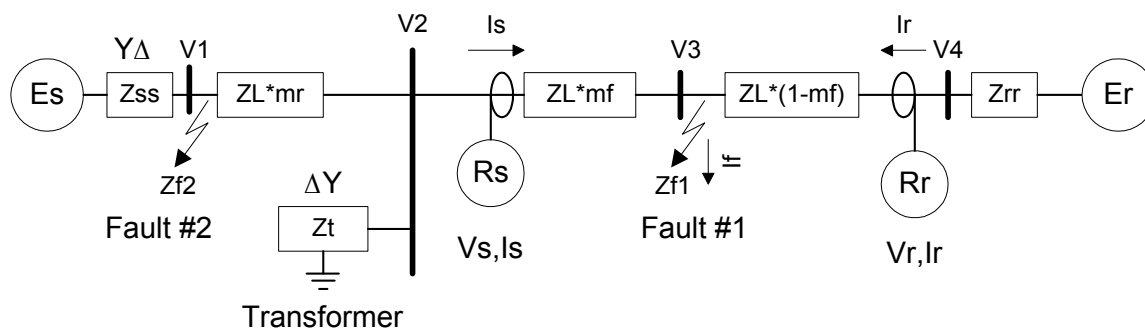 YΔ
V1
V2
Is
V3
Ir
V4
Es
Zss
ZL*mr
ZL*mf
ZL*(1-mf)
Zrr
Er
Zf2
Rs
Zf1
If
Rr
Fault #2
ΔY
Zt
Fault #1
Vs,Is
Vr,Ir
Transformer